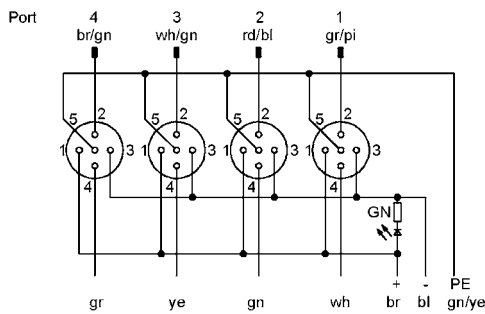 Port 4 3 2 1
br/gn wh/gn rd/bl gr/pi
5 2 5 2 5 2 5 2
1 3 1 3 1 3 1 3
4 4 4 4
GN
+ - PE
gr ye gn wh br bl gn/ye